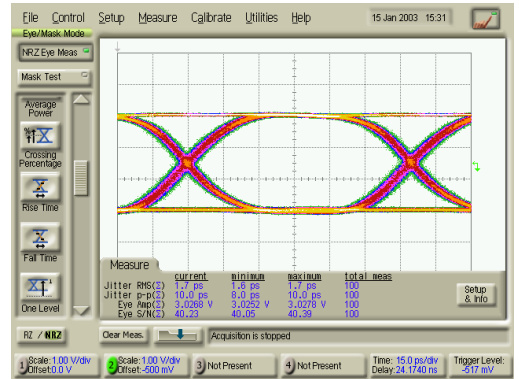 File Control Setup Measure Calibrate Utilities Help 15 Jan 2003 15:31
Eye/Mask Mode
NRZ Eye Meas
Mask Test
Average
Power
Crossing
Percentage
Rise Time
Fall Time
One Level
Measure
current minimum maximum total meas
Jitter RMS(Σ) 1.7 ps 1.6 ps 1.7 ps 100
Jitter p-p(Σ) 10.0 ps 8.0 ps 10.0 ps 100
Eye Amp(Σ) 3.0268 V 3.0252 V 3.0278 V 100
Eye S/N(Σ) 40.23 40.05 40.39 100
Setup
& Info
RZ / NRZ
Clear Meas.
Acquisition is stopped
1 Scale:1.00 V/div
Offset:0.0 V
2 Scale:1.00 V/div
Offset:-500 mV
3 Not Present
4 Not Present
Time: 15.0 ps/div
Delay:24.1740 ns
Trigger Level:
-517 mV